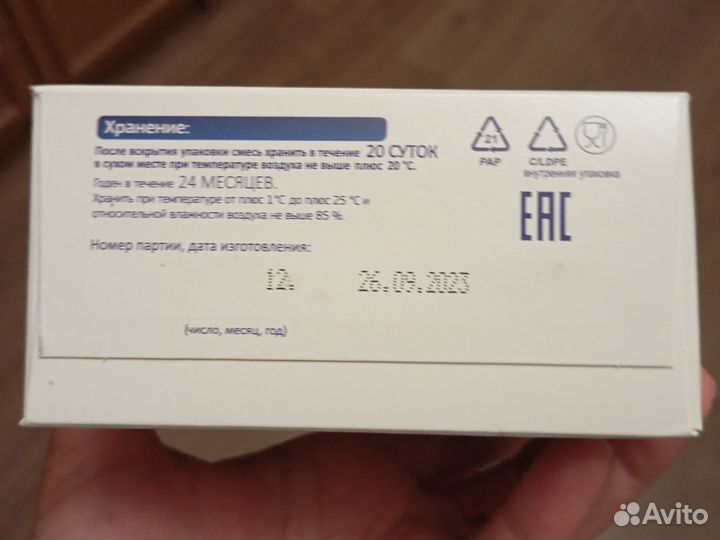 Хранение:
После вскрытия упаковки смесь хранить в течение 20 СУТОК
в сухом месте при температуре воздуха не выше плюс 20 °С.
Годен в течение 24 МЕСЯЦЕВ.
Хранить при температуре от плюс 1°С до плюс 25 °С и
относительной влажности воздуха не выше 85 %.
Номер партии, дата изготовления:
12. 26.09.2023
(число, месяц, год)
21
PAP
C/LDPE
внутренняя упаковка
EAC
Avito